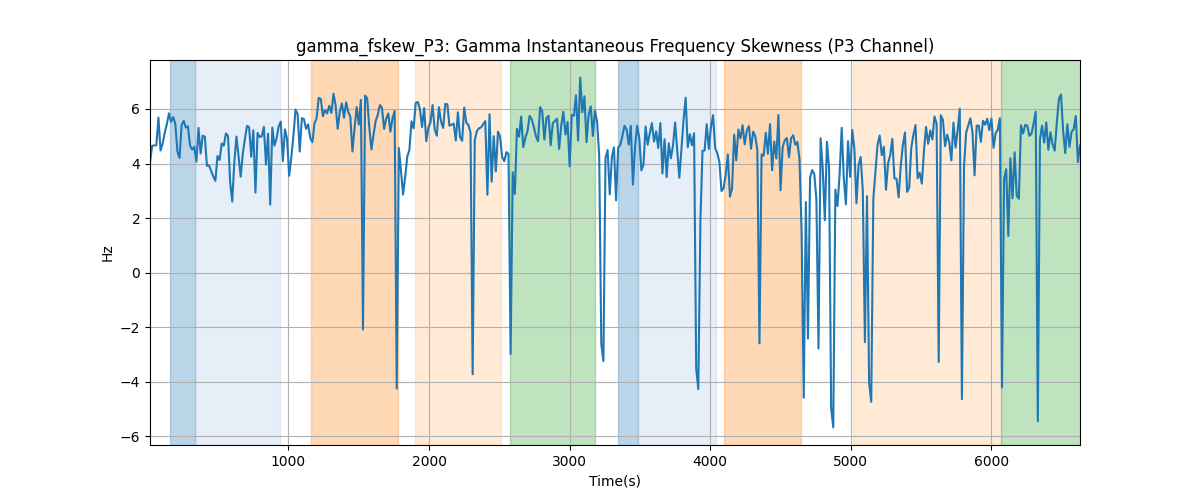 gamma_fskew_P3: Gamma Instantaneous Frequency Skewness (P3 Channel)
6
4
2
0
−2
−4
−6
Hz
1000 2000 3000 4000 5000 6000
Time(s)